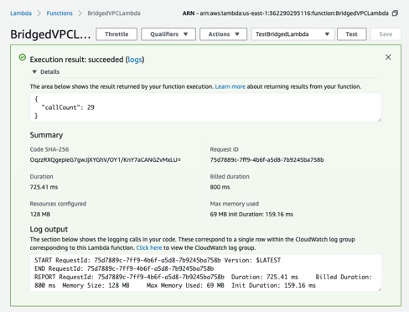 Lambda > Functions > BridgedVPCLambda
ARN - arn:aws:lambda:us-east-1:362290295116:function:BridgedVPCLambda
BridgedVPCL... Throttle Qualifiers Actions TestBridgedLambda Test Save
Execution result: succeeded (logs)
Details
The area below shows the result returned by your function execution. Learn more about returning results from your function.
{
"callCount": 29
}
Summary
Code SHA-256
Request ID
75d7889c-7ff9-4b6f-a5d8-7b9245ba758b
Duration
Billed duration
725.41 ms
800 ms
Resources configured
Max memory used
128 MB
69 MB Init Duration: 159.16 ms
Log output
The section below shows the logging calls in your code. These correspond to a single row within the CloudWatch log group
corresponding to this Lambda function. Click here to view the CloudWatch log group.
START RequestId: 75d7889c-7ff9-4b6f-a5d8-7b9245ba758b Version: $LATEST
END RequestId: 75d7889c-7ff9-4b6f-a5d8-7b9245ba758b
REPORT RequestId: 75d7889c-7ff9-4b6f-a5d8-7b9245ba758b Duration: 725.41 ms Billed Duration:
800 ms Memory Size: 128 MB Max Memory Used: 69 MB Init Duration: 159.16 ms